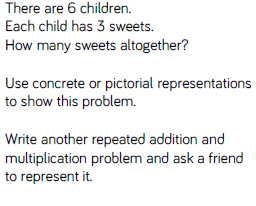 There are 6 children.
Each child has 3 sweets.
How many sweets altogether?
Use concrete or pictorial representations
to show this problem.
Write another repeated addition and
multiplication problem and ask a friend
to represent it.